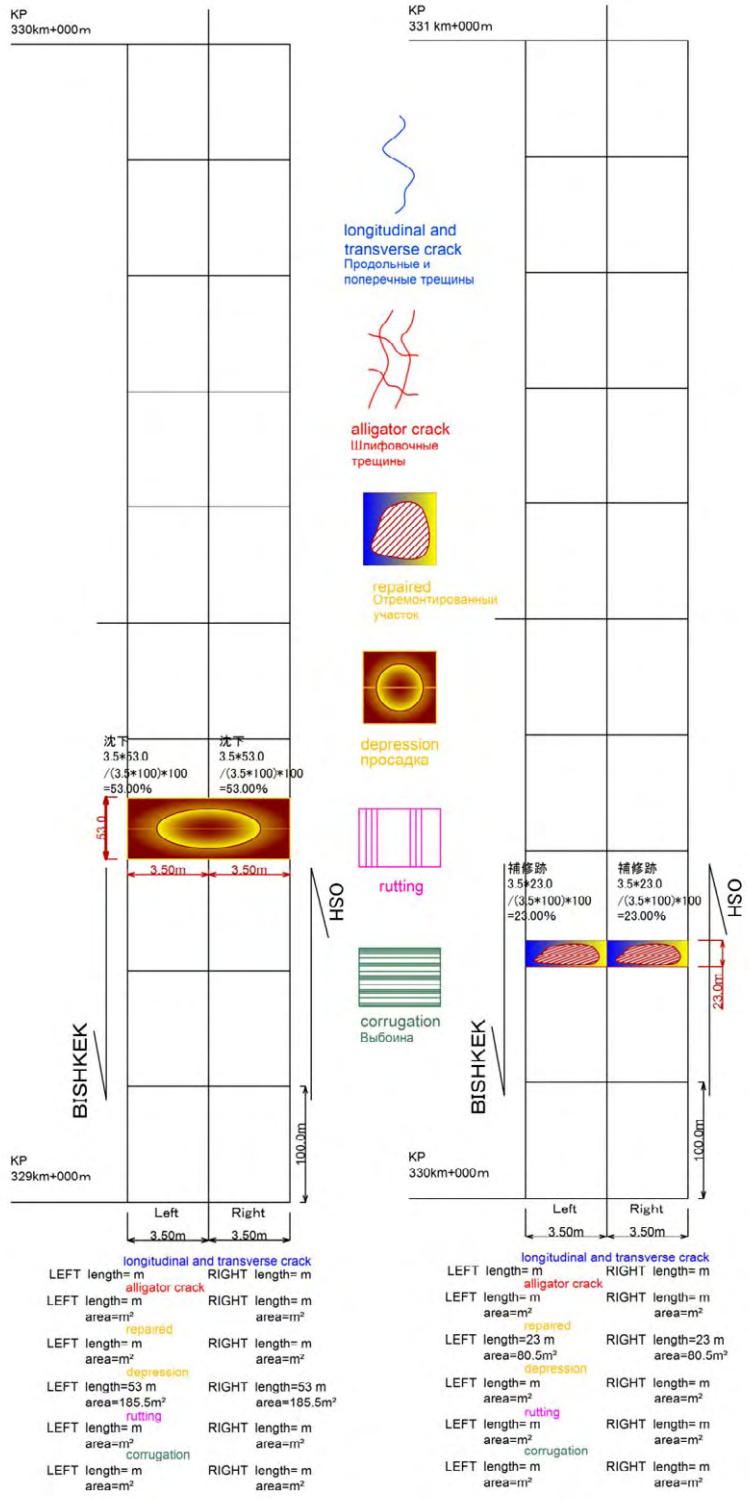 KP
330km+000m
沈下
3.5*53.0
/(3.5*100)*100
=53.00%
沈下
3.5*53.0
/(3.5*100)*100
=53.00%
53.0
3.50m
3.50m
HSO
BISHKEK
100.0m
KP
329km+000m
Left
Right
3.50m
3.50m
longitudinal and transverse crack
LEFT length= m RIGHT length= m
alligator crack
LEFT length= m RIGHT length= m
area=m² area=m²
repaired
LEFT length= m RIGHT length= m
area=m² area=m²
depression
LEFT length=53 m RIGHT length=53 m
area=185.5m² area=185.5m²
rutting
LEFT length= m RIGHT length= m
area=m² area=m²
corrugation
LEFT length= m RIGHT length= m
area=m² area=m²
longitudinal and
transverse crack
Продольные и
поперечные трещины
alligator crack
Шлифовочные
трещины
repaired
Отремонтированный
участок
depression
просадка
rutting
corrugation
Выбоина
KP
331 km+000m
補修跡
3.5*23.0
/(3.5*100)*100
=23.00%
補修跡
3.5*23.0
/(3.5*100)*100
=23.00%
HSO
23.0m
BISHKEK
100.0m
KP
330km+000m
Left
Right
3.50m
3.50m
longitudinal and transverse crack
LEFT length= m RIGHT length= m
alligator crack
LEFT length= m RIGHT length= m
area=m² area=m²
repaired
LEFT length=23 m RIGHT length=23 m
area=80.5m² area=80.5m²
depression
LEFT length= m RIGHT length= m
area=m² area=m²
rutting
LEFT length= m RIGHT length= m
area=m² area=m²
corrugation
LEFT length= m RIGHT length= m
area=m² area=m²